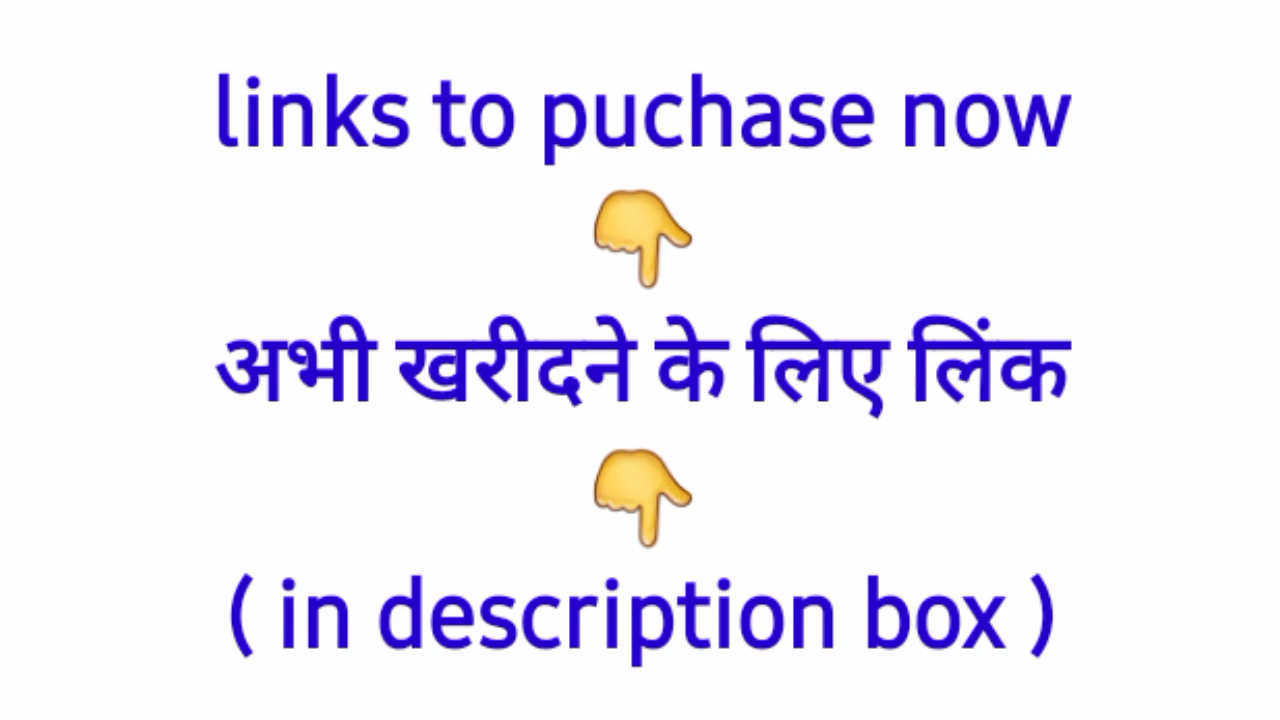 links to puchase now
👇
अभी खरीदने के लिए लिंक
👇
( in description box )